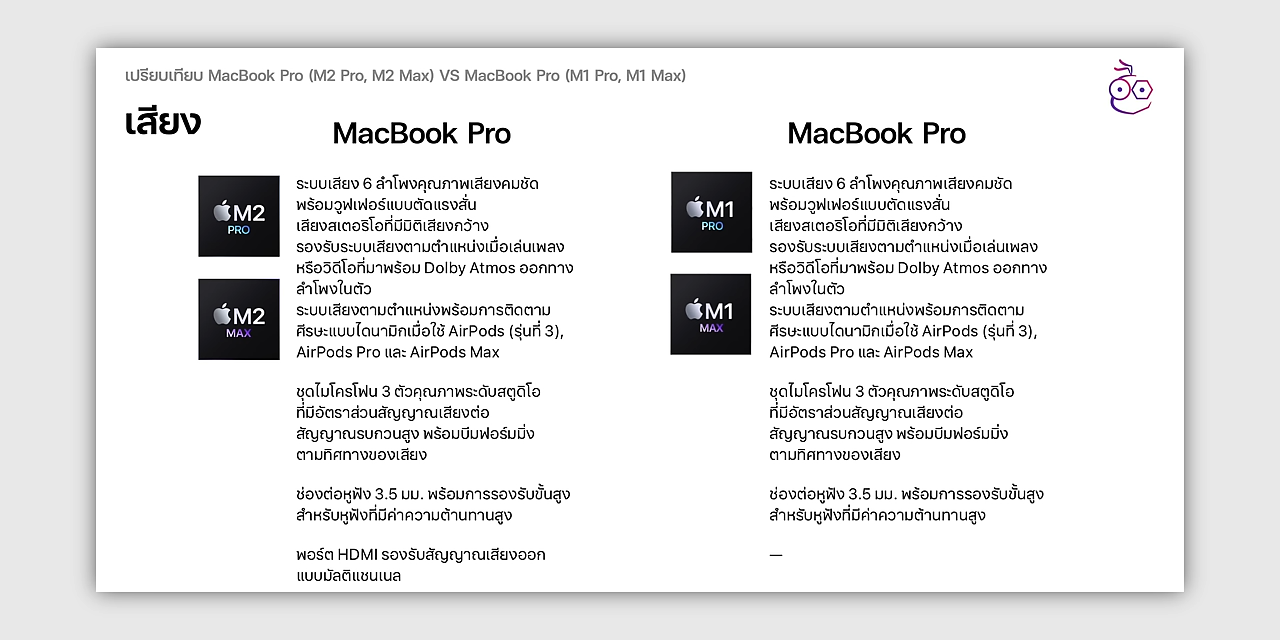 เปรียบเทียบ MacBook Pro (M2 Pro, M2 Max) VS MacBook Pro (M1 Pro, M1 Max)
เสียง
MacBook Pro
M2
PRO
M2
MAX
ระบบเสียง 6 ลำโพงคุณภาพเสียงคมชัด
พร้อมวูฟเฟอร์แบบตัดแรงสั่น
เสียงสเตอริโอที่มีมิติเสียงกว้าง
รองรับระบบเสียงตามตำแหน่งเมื่อเล่นเพลง
หรือวิดีโอที่มาพร้อม Dolby Atmos ออกทาง
ลำโพงในตัว
ระบบเสียงตามตำแหน่งพร้อมการติดตาม
ศีรษะแบบไดนามิกเมื่อใช้ AirPods (รุ่นที่ 3),
AirPods Pro และ AirPods Max
ชุดไมโครโฟน 3 ตัวคุณภาพระดับสตูดิโอ
ที่มีอัตราส่วนสัญญาณเสียงต่อ
สัญญาณรบกวนสูง พร้อมบีมฟอร์มมิ่ง
ตามทิศทางของเสียง
ช่องต่อหูฟัง 3.5 มม. พร้อมการรองรับขั้นสูง
สำหรับหูฟังที่มีค่าความต้านทานสูง
พอร์ต HDMI รองรับสัญญาณเสียงออก
แบบมัลติแชนเนล
MacBook Pro
M1
PRO
M1
MAX
ระบบเสียง 6 ลำโพงคุณภาพเสียงคมชัด
พร้อมวูฟเฟอร์แบบตัดแรงสั่น
เสียงสเตอริโอที่มีมิติเสียงกว้าง
รองรับระบบเสียงตามตำแหน่งเมื่อเล่นเพลง
หรือวิดีโอที่มาพร้อม Dolby Atmos ออกทาง
ลำโพงในตัว
ระบบเสียงตามตำแหน่งพร้อมการติดตาม
ศีรษะแบบไดนามิกเมื่อใช้ AirPods (รุ่นที่ 3),
AirPods Pro และ AirPods Max
ชุดไมโครโฟน 3 ตัวคุณภาพระดับสตูดิโอ
ที่มีอัตราส่วนสัญญาณเสียงต่อ
สัญญาณรบกวนสูง พร้อมบีมฟอร์มมิ่ง
ตามทิศทางของเสียง
ช่องต่อหูฟัง 3.5 มม. พร้อมการรองรับขั้นสูง
สำหรับหูฟังที่มีค่าความต้านทานสูง
—